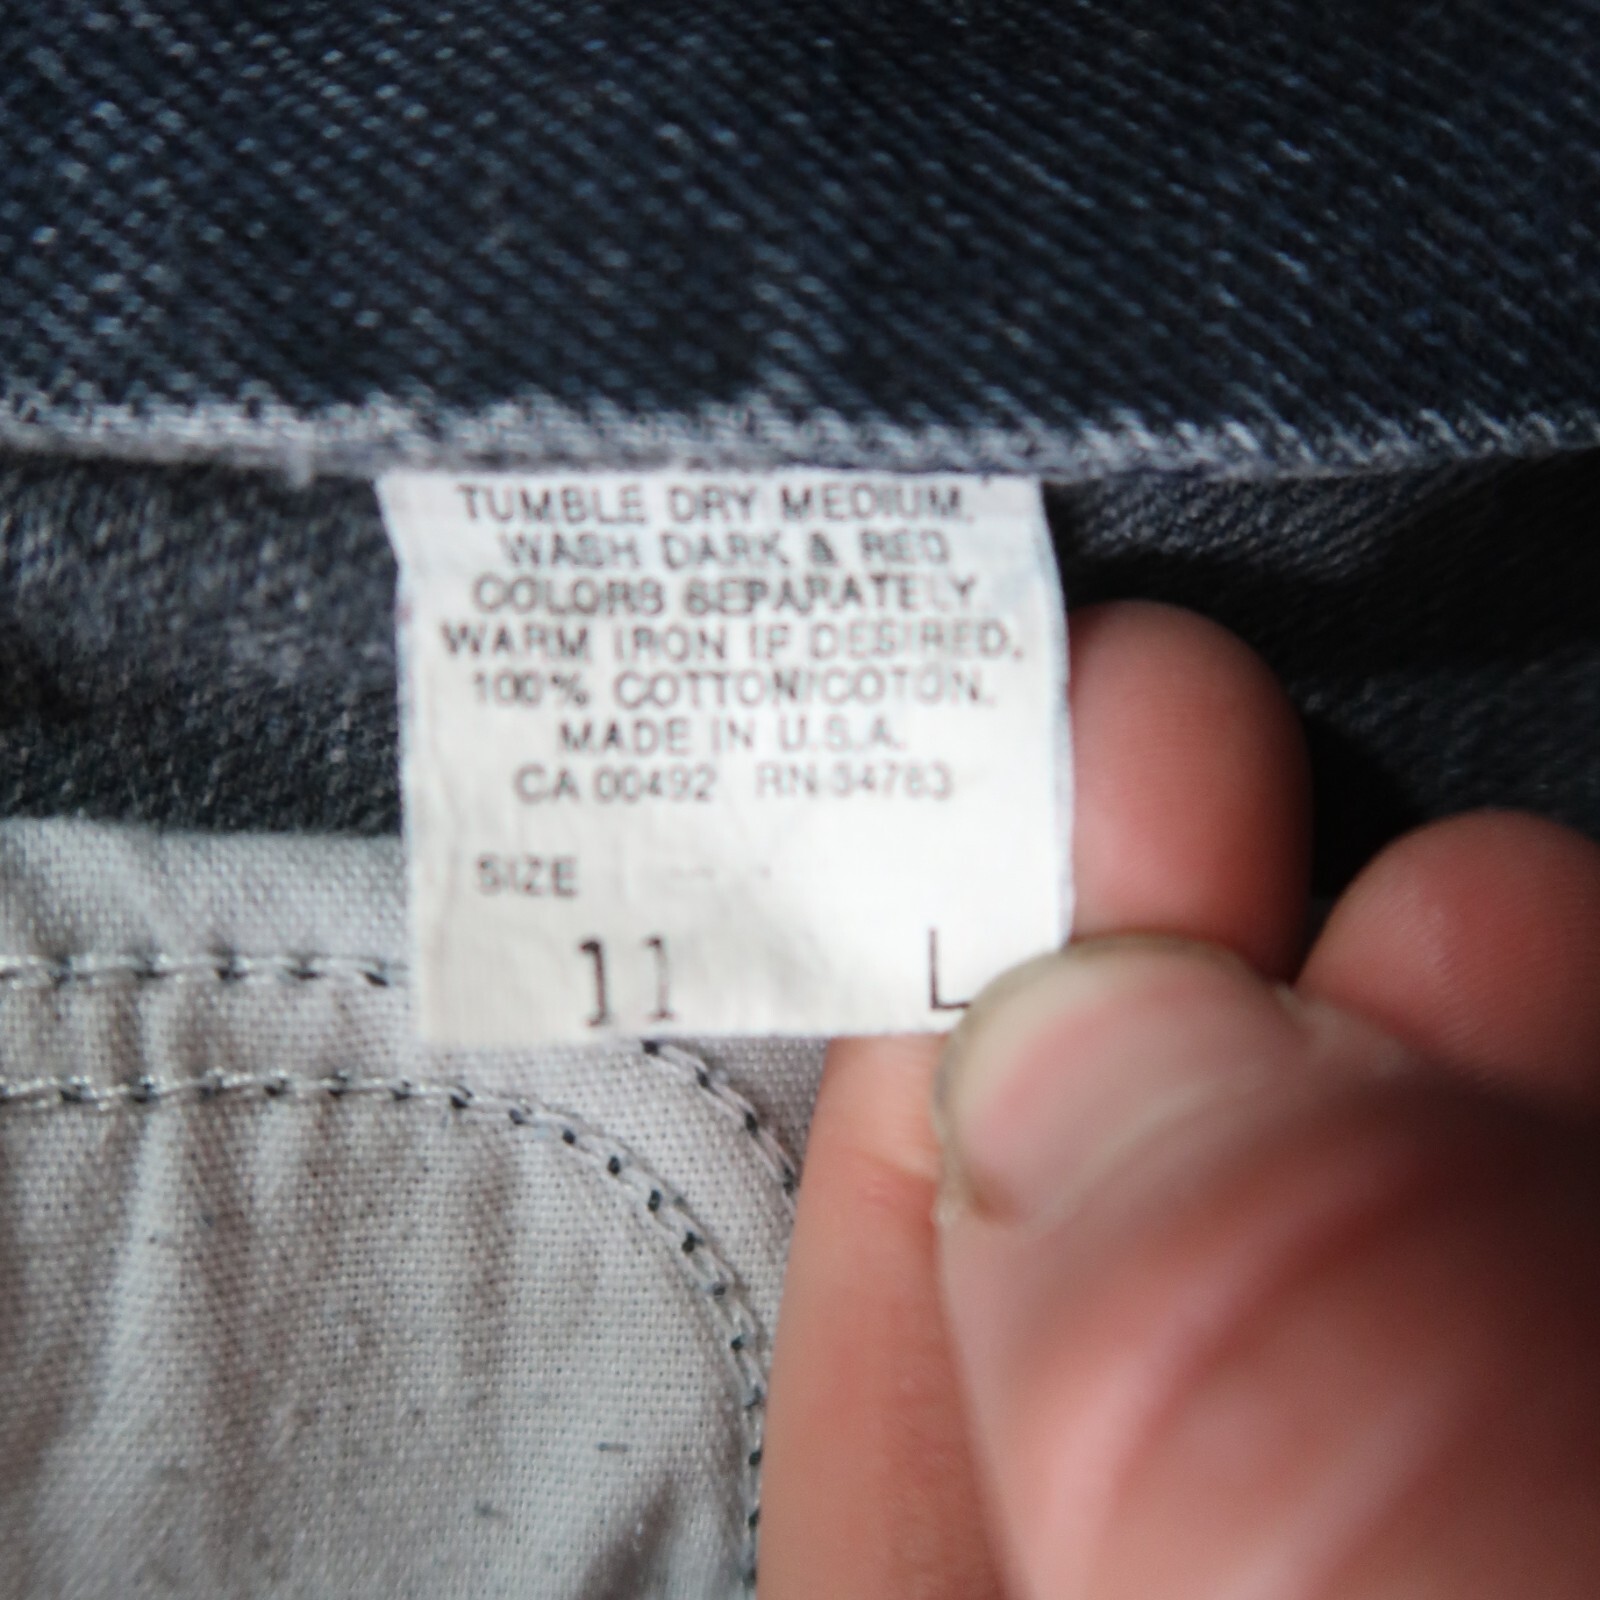 TUMBLE DRY MEDIUM.
WASH DARK & RED
COLORS SEPARATELY.
WARM IRON IF DESIRED.
100% COTTON/COTON.
MADE IN U.S.A.
CA 00492 RN 54783
SIZE
11 L